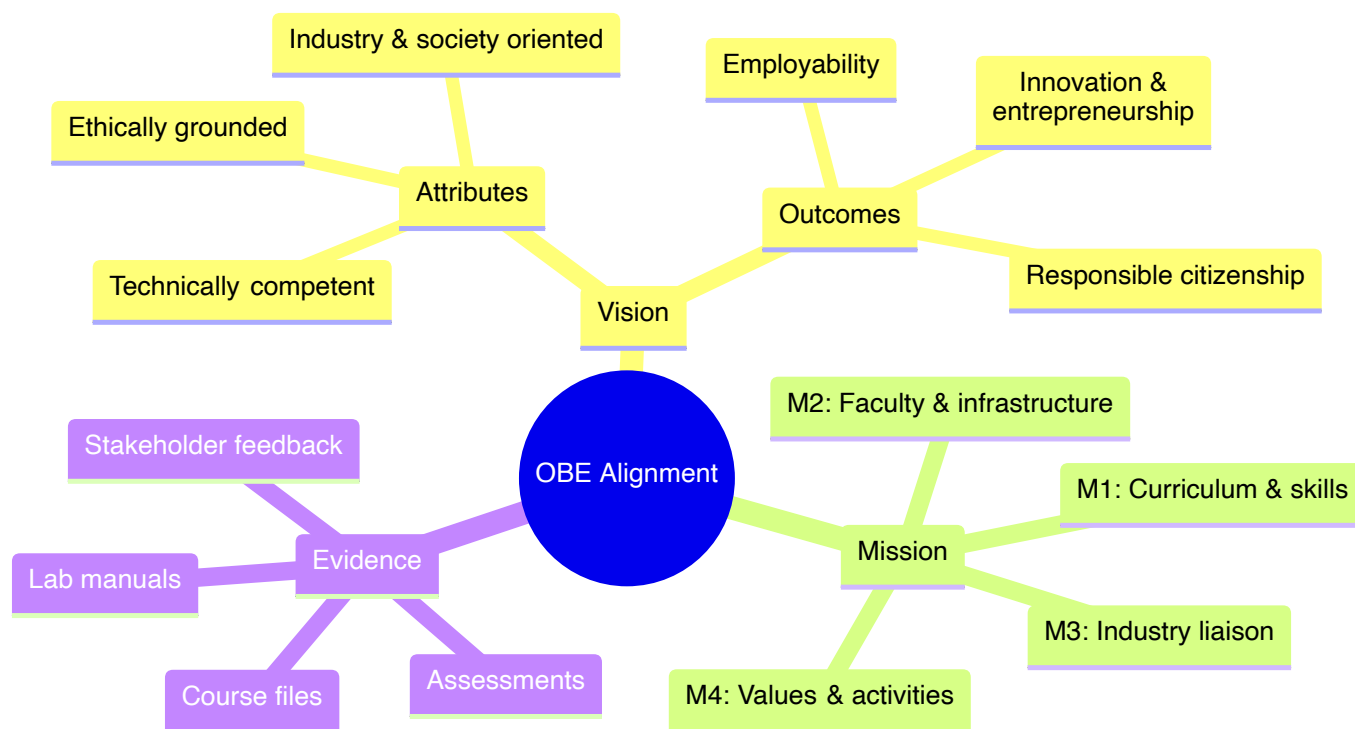 Industry & society oriented
Employability
Innovation &
entrepreneurship
Ethically grounded
Attributes
Outcomes
Technically competent
Responsible citizenship
Vision
M2: Faculty & infrastructure
Stakeholder feedback
OBE Alignment
M1: Curriculum & skills
Evidence
Mission
Lab manuals
M3: Industry liaison
Course files
Assessments
M4: Values & activities